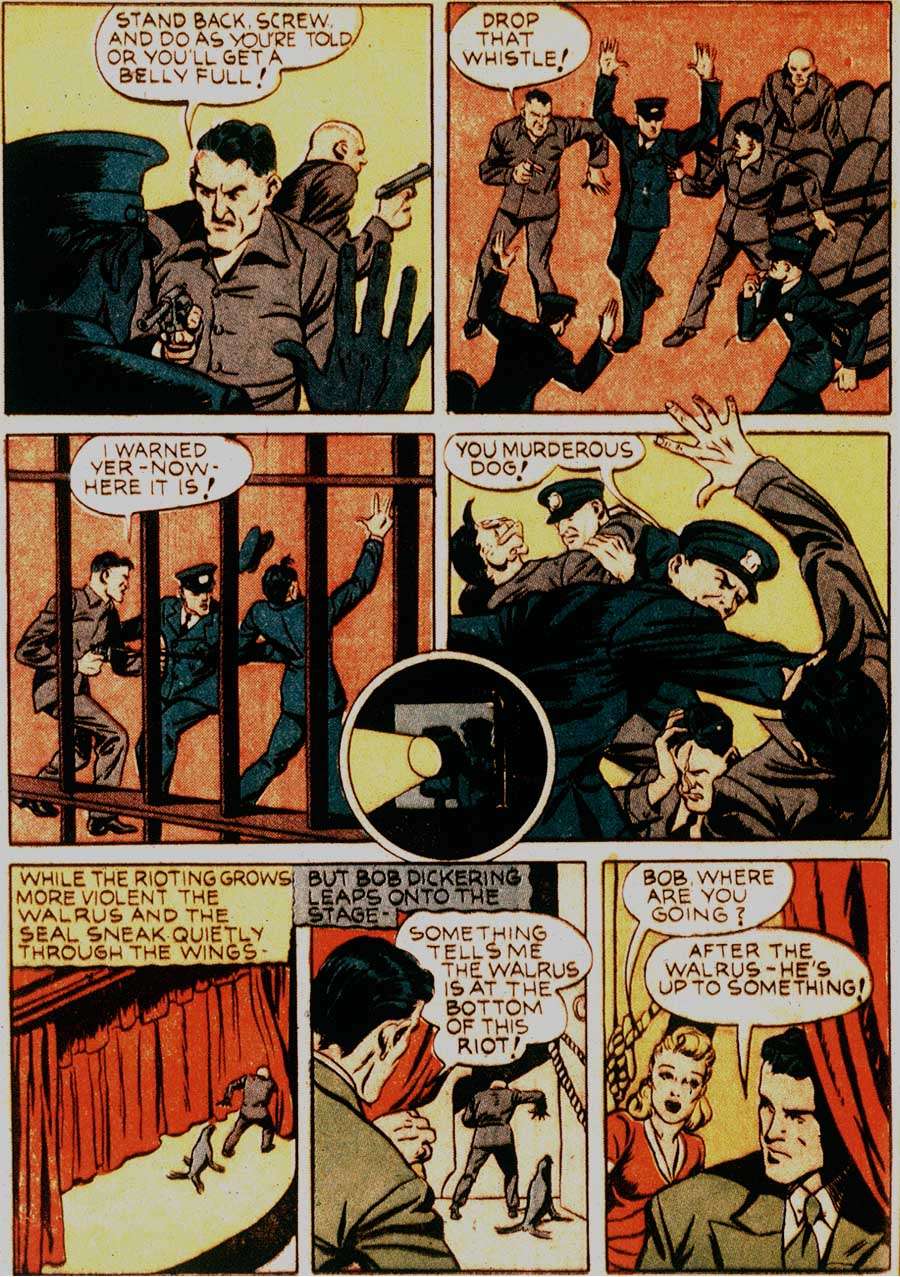 STAND BACK, SCREW,
AND DO AS YOU'RE TOLD
OR YOU'LL GET A
BELLY FULL!
DROP
THAT
WHISTLE!
I WARNED
YER-NOW-
HERE IT IS!
YOU MURDEROUS
DOG!
WHILE THE RIOTING GROWS
MORE VIOLENT THE
WALRUS AND THE
SEAL SNEAK QUIETLY
THROUGH THE WINGS-
BUT BOB DICKERING
LEAPS ONTO THE
STAGE-
SOMETHING
TELLS ME
THE WALRUS
IS AT THE
BOTTOM
OF THIS
RIOT!
BOB, WHERE
ARE YOU
GOING?
AFTER THE
WALRUS-HE'S
UP TO SOMETHING!